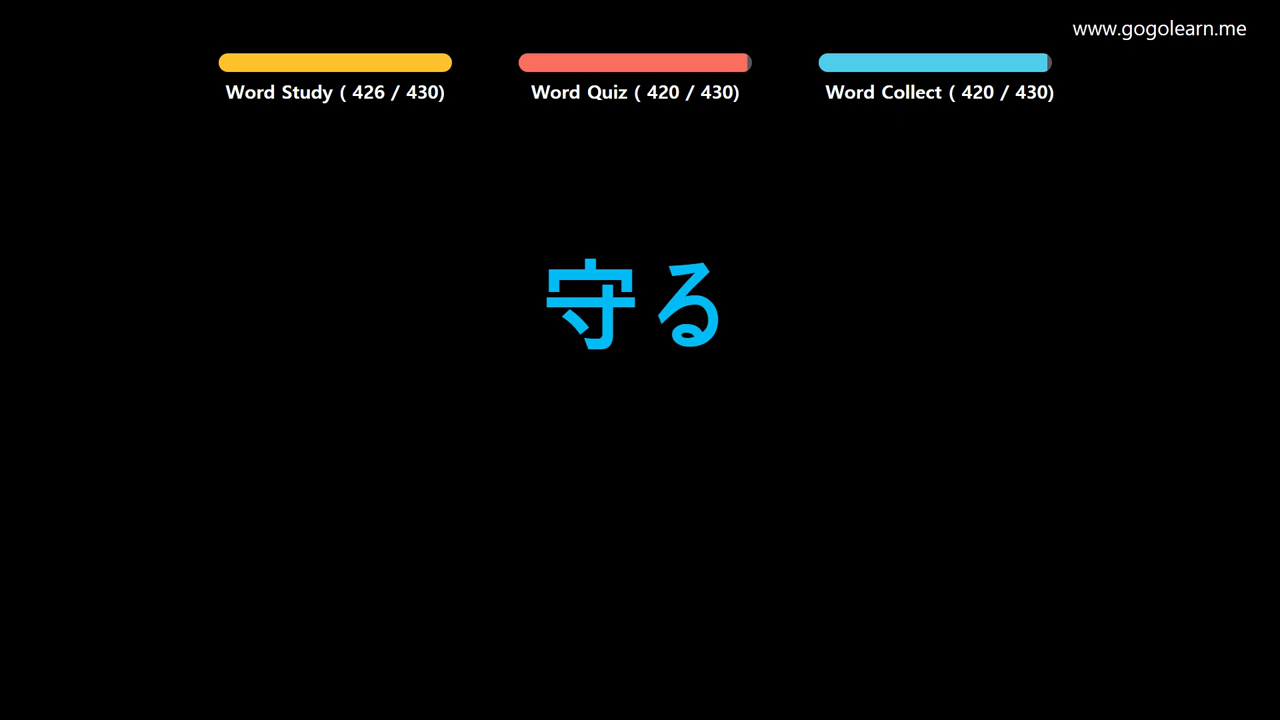 www.gogolearn.me
Word Study ( 426 / 430)
Word Quiz ( 420 / 430)
Word Collect ( 420 / 430)
守る